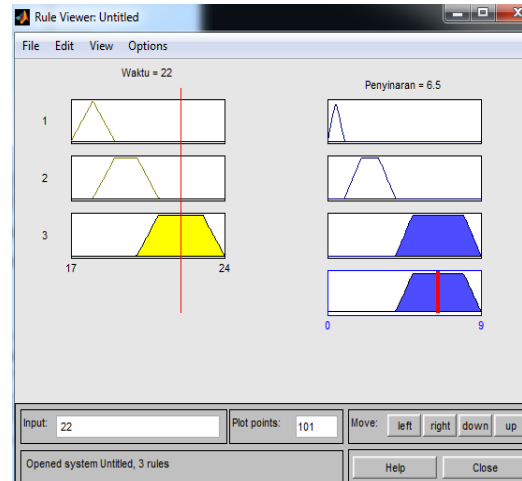 Rule Viewer: Untitled
File Edit View Options
Waktu = 22
Penyinaran = 6.5
1
2
3
17 24
0 9
Input: 22
Plot points: 101
Move: left right down up
Opened system Untitled, 3 rules
Help Close